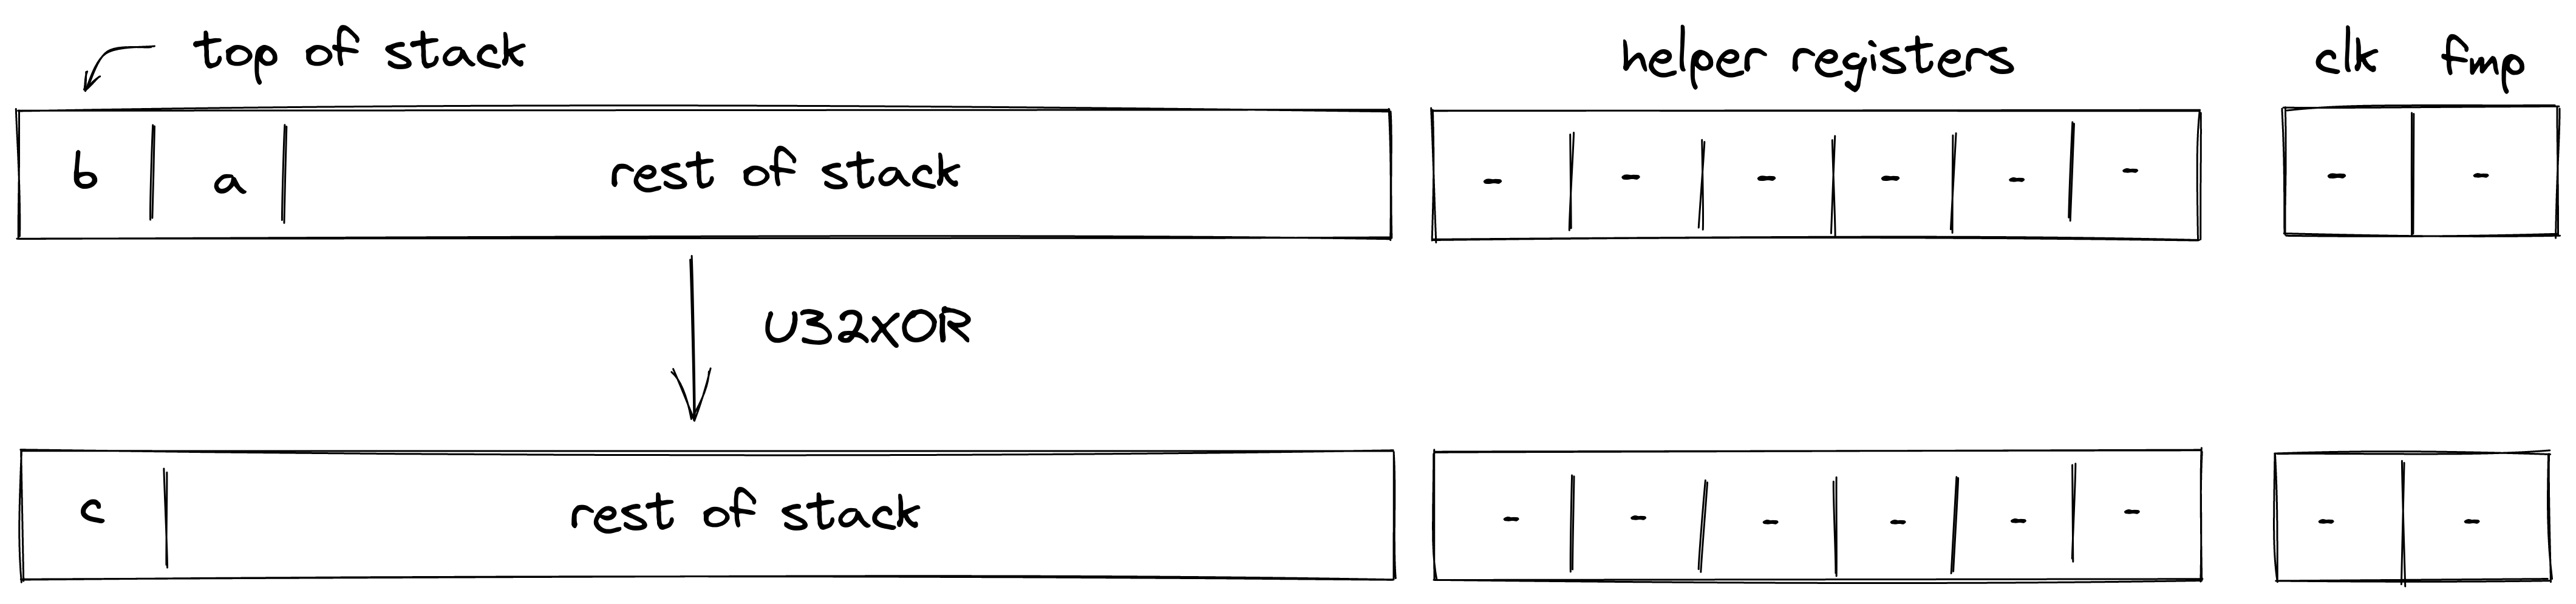 top of stack helper registers clk fmp
b a rest of stack - - - - - - - -
U32XOR
c rest of stack - - - - - - - -